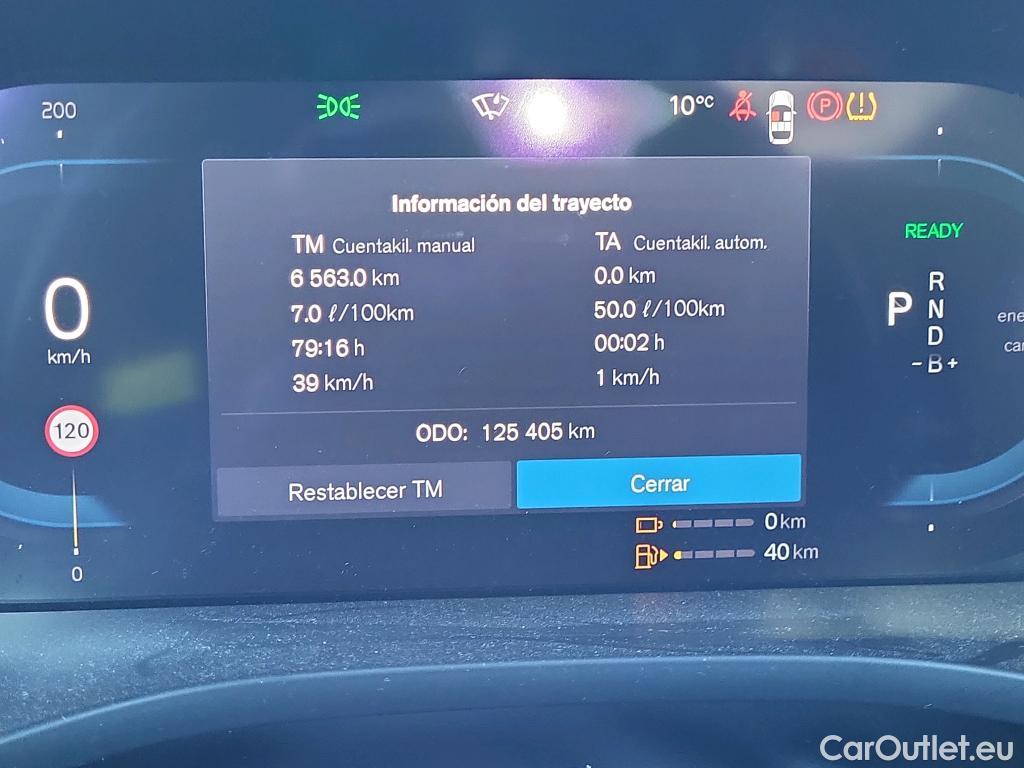 200
10°C
P
Información del trayecto
TM Cuentakil. manual
TA Cuentakil. autom.
6 563.0 km
0.0 km
7.0 ℓ/100km
50.0 ℓ/100km
79:16 h
00:02 h
39 km/h
1 km/h
ODO: 125 405 km
Restablecer TM
Cerrar
0
km/h
120
0
READY
P
R
N
D
- B +
ene
car
0 km
40 km
CarOutlet.eu